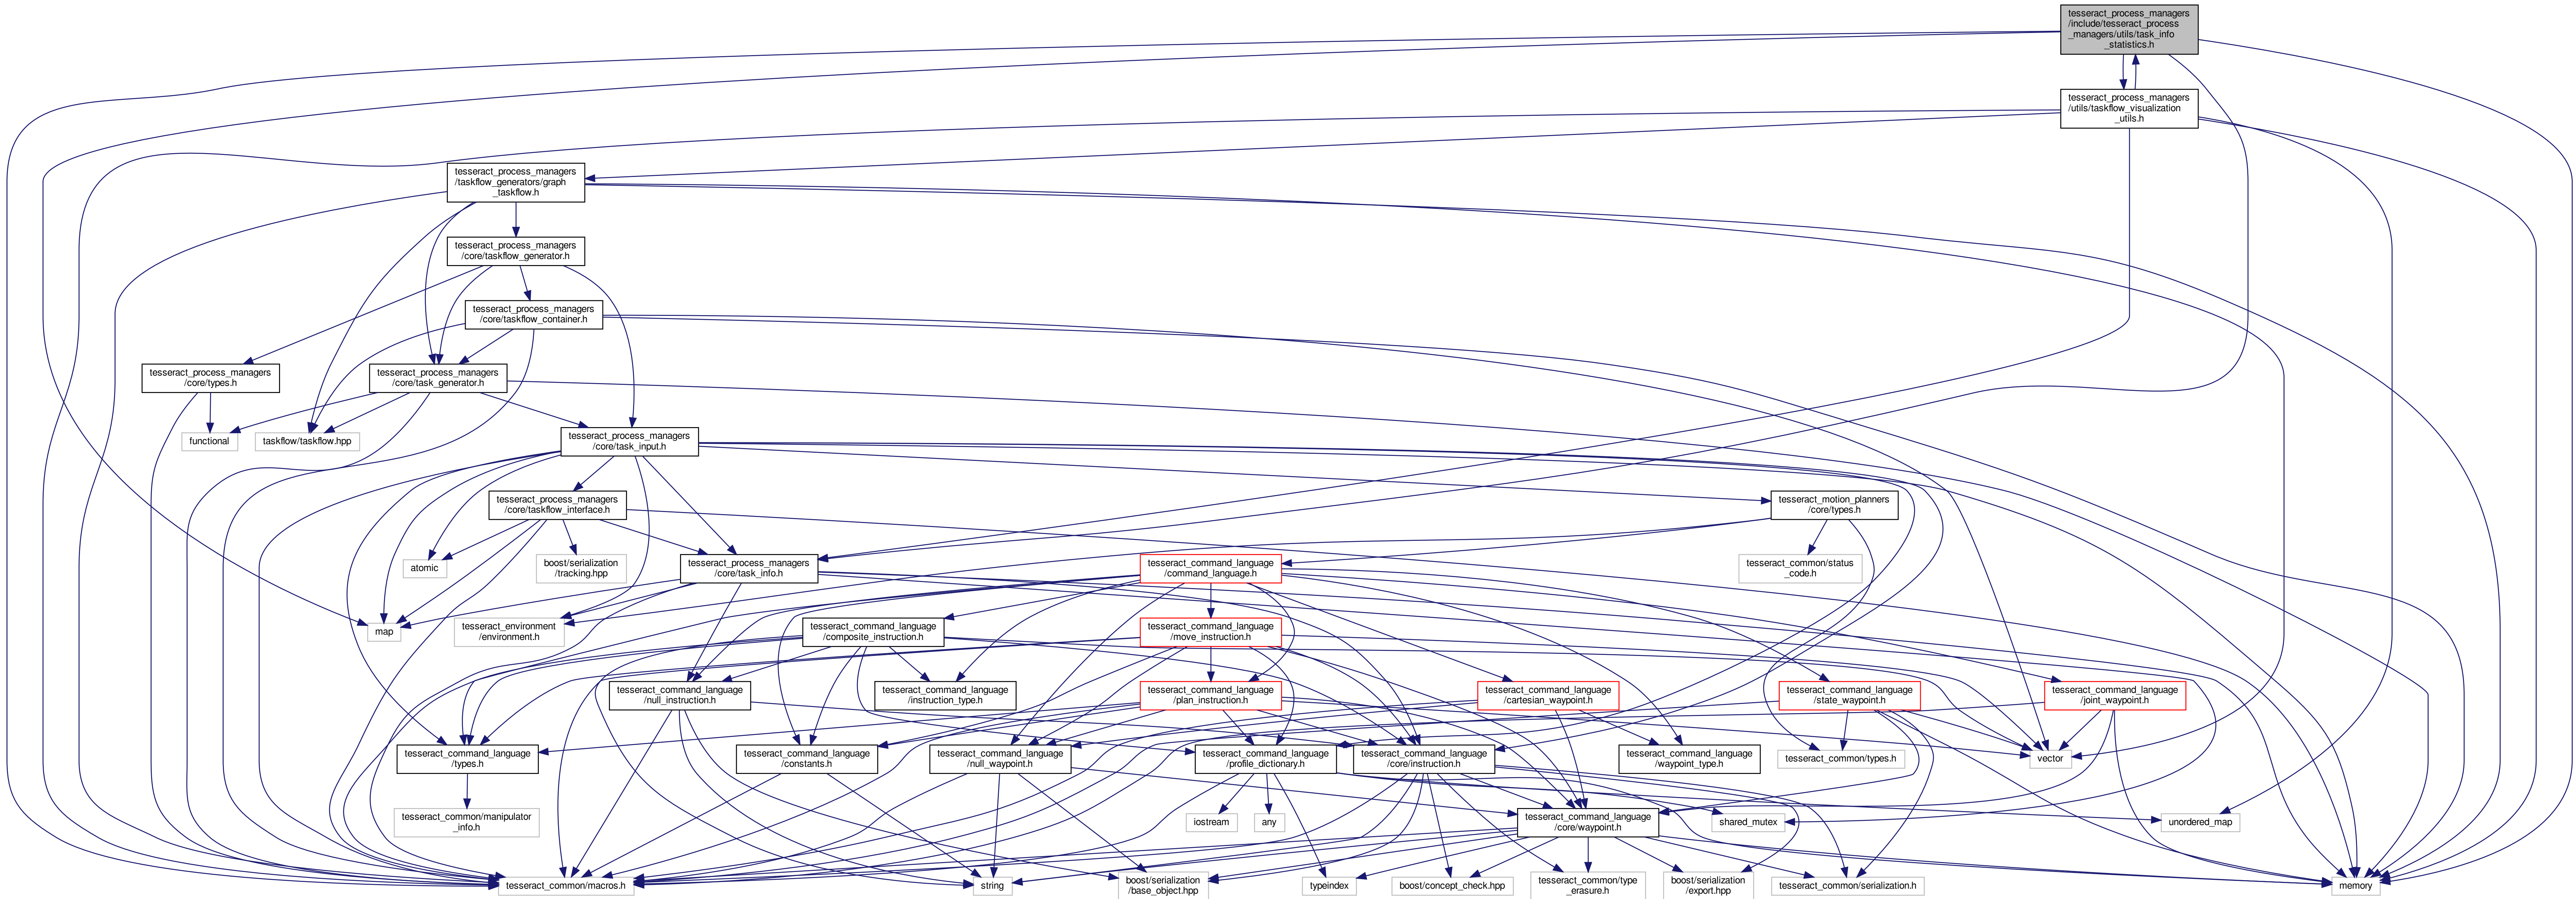 tesseract_process_managers
/include/tesseract_process
_managers/utils/task_info
_statistics.h
tesseract_process_managers
/utils/taskflow_visualization
_utils.h
tesseract_process_managers
/taskflow_generators/graph
_taskflow.h
tesseract_process_managers
/core/taskflow_generator.h
tesseract_process_managers
/core/taskflow_container.h
tesseract_process_managers
/core/types.h
tesseract_process_managers
/core/task_generator.h
functional
taskflow/taskflow.hpp
tesseract_process_managers
/core/task_input.h
tesseract_process_managers
/core/taskflow_interface.h
tesseract_motion_planners
/core/types.h
atomic
boost/serialization
/tracking.hpp
tesseract_process_managers
/core/task_info.h
tesseract_command_language
/command_language.h
tesseract_common/status
_code.h
map
tesseract_environment
/environment.h
tesseract_command_language
/composite_instruction.h
tesseract_command_language
/move_instruction.h
tesseract_command_language
/null_instruction.h
tesseract_command_language
/instruction_type.h
tesseract_command_language
/plan_instruction.h
tesseract_command_language
/cartesian_waypoint.h
tesseract_command_language
/state_waypoint.h
tesseract_command_language
/joint_waypoint.h
tesseract_command_language
/types.h
tesseract_command_language
/constants.h
tesseract_command_language
/null_waypoint.h
tesseract_command_language
/profile_dictionary.h
tesseract_command_language
/core/instruction.h
tesseract_command_language
/waypoint_type.h
tesseract_common/types.h
vector
tesseract_common/manipulator
_info.h
iostream
any
tesseract_command_language
/core/waypoint.h
shared_mutex
unordered_map
tesseract_common/macros.h
string
boost/serialization
/base_object.hpp
typeindex
boost/concept_check.hpp
tesseract_common/type
_erasure.h
boost/serialization
/export.hpp
tesseract_common/serialization.h
memory